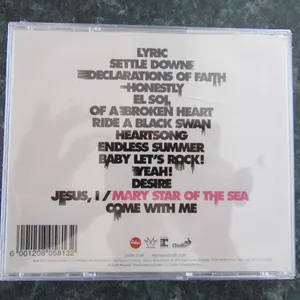 LYRIC
SETTLE DOWN
DECLARATIONS OF FAITH
HONESTLY
EL SOL
OF A BROKEN HEART
RIDE A BLACK SWAN
HEARTSONG
ENDLESS SUMMER
BABY LET'S ROCK!
YEAH!
DESIRE
JESUS, I / MARY STAR OF THE SEA
COME WITH ME
6 001208 058132